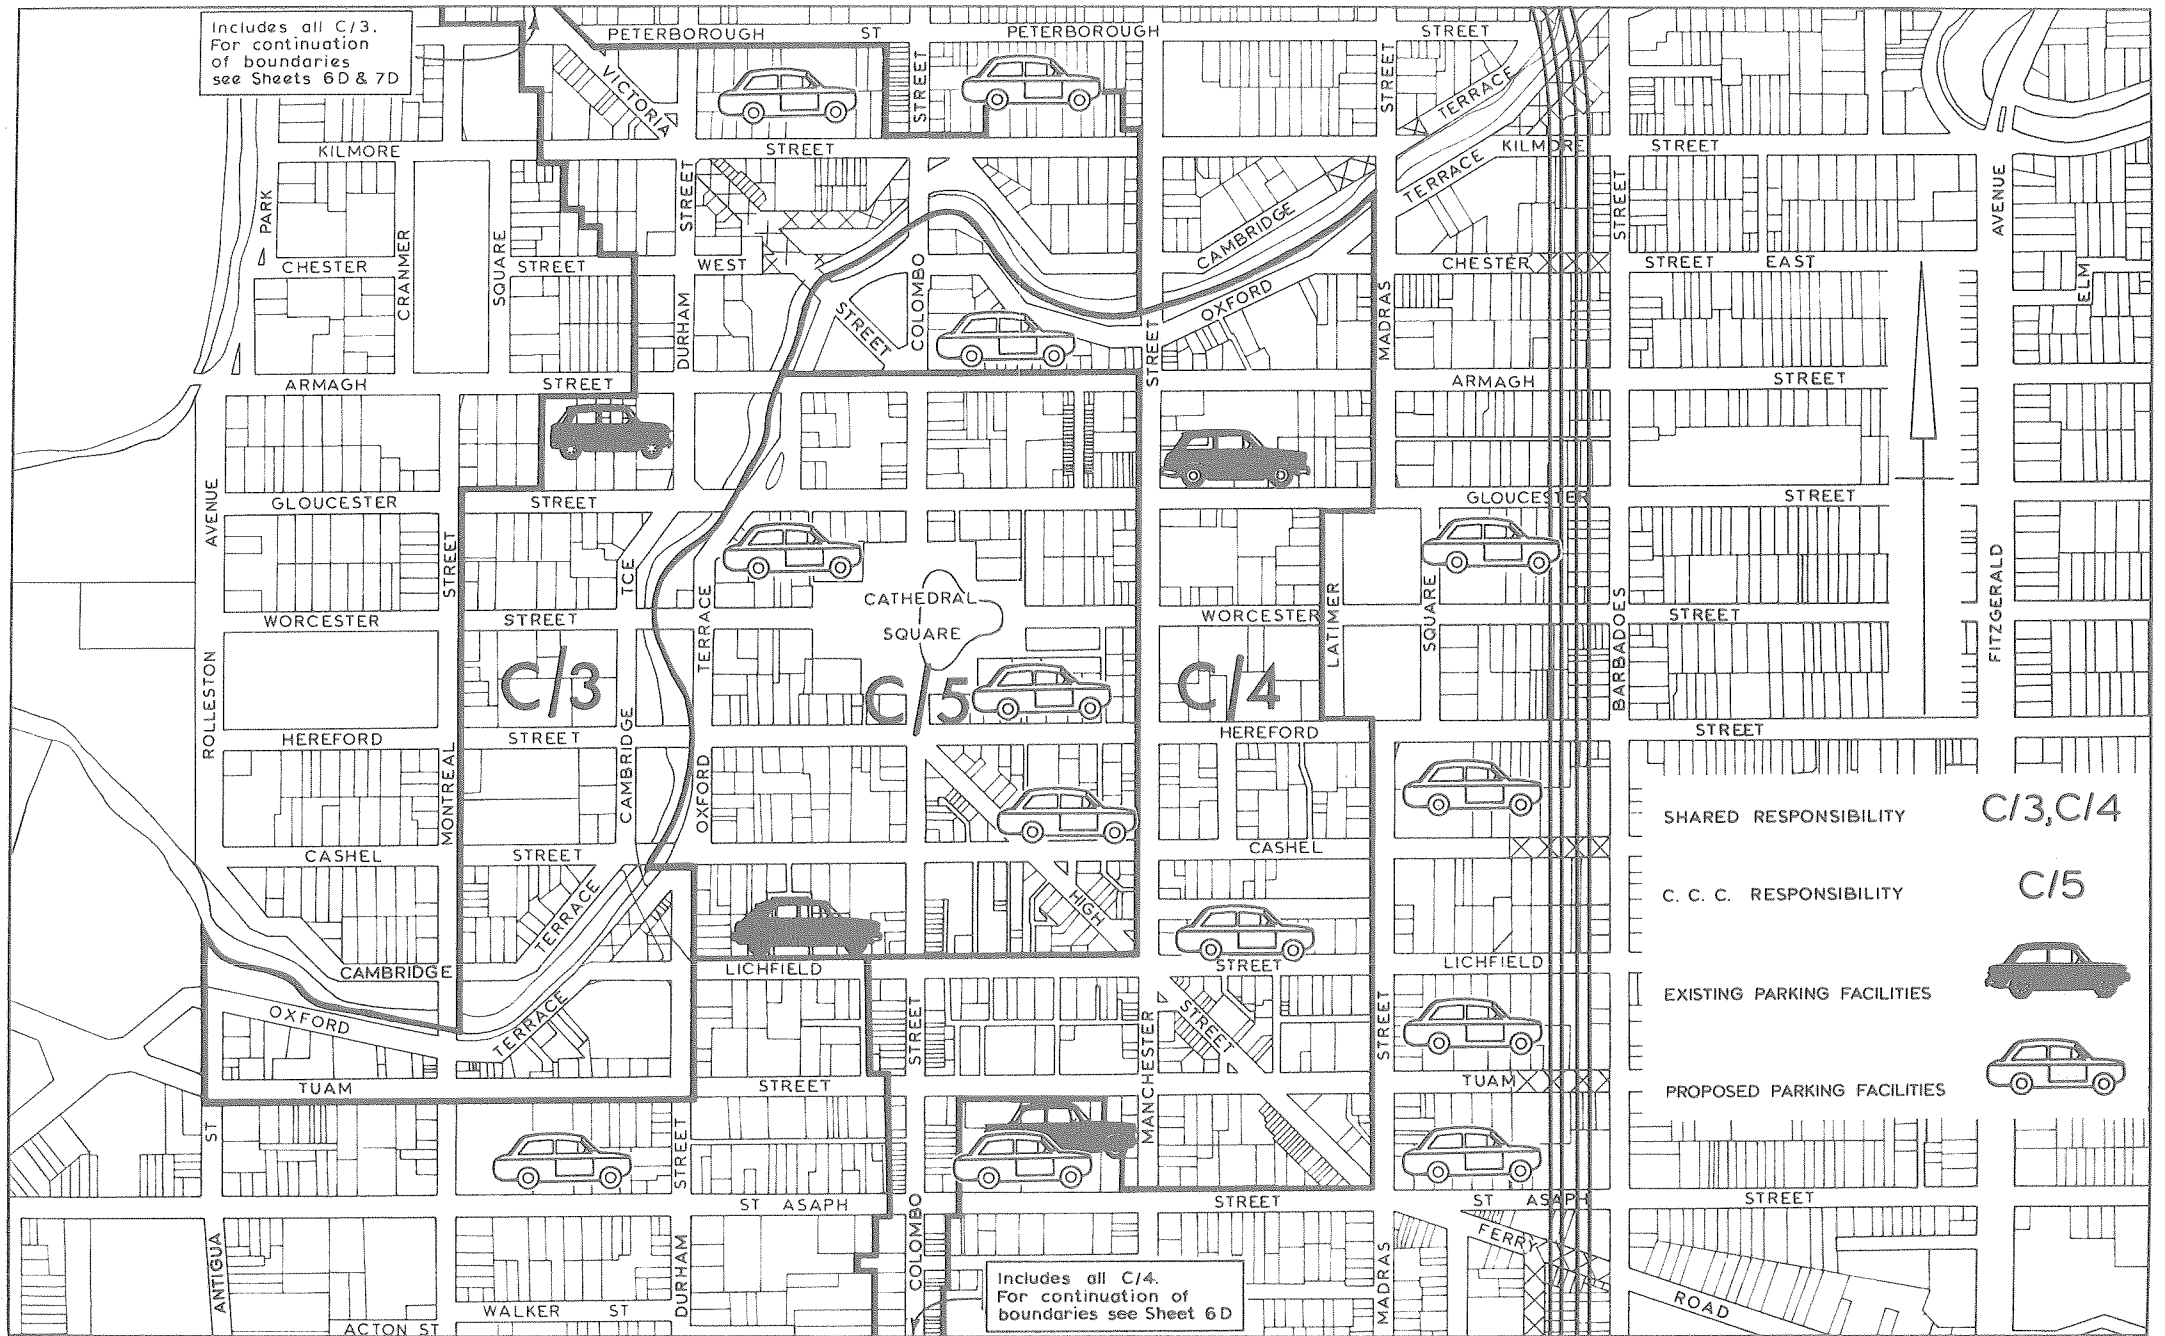 Includes all C/3.
For continuation
of boundaries
see Sheets 6D & 7D
PETERBOROUGH ST
PETERBOROUGH
STREET
VICTORIA
STREET
STREET
TERRACE
KILMORE
STREET
KILMORE
STREET
TERRACE
PARK
STREET
CAMBRIDGE
STREET
AVENUE
CHESTER
CRANMER
SQUARE
STREET
WEST
COLOMBO
CHESTER
STREET EAST
ELM
DURHAM
STREET
OXFORD
MADRAS
STREET
ARMAGH
STREET
ARMAGH
STREET
GLOUCESTER
STREET
GLOUCESTER
STREET
AVENUE
STREET
TCE
TERRACE
CATHEDRAL
SQUARE
LATIMER
SQUARE
BARBADOES
FITZGERALD
WORCESTER
STREET
WORCESTER
STREET
ROLLESTON
C/3
C/5
C/4
HEREFORD
STREET
HEREFORD
STREET
MONTREAL
CAMBRIDGE
OXFORD
SHARED RESPONSIBILITY C/3,C/4
CASHEL
STREET
CASHEL
C. C. C. RESPONSIBILITY C/5
TERRACE
HIGH
CAMBRIDGE
LICHFIELD
STREET
LICHFIELD
EXISTING PARKING FACILITIES
OXFORD
TERRACE
STREET
MANCHESTER
STREET
STREET
TUAM
STREET
TUAM
PROPOSED PARKING FACILITIES
ST
STREET
ST ASAPH
STREET
ST ASAPH
STREET
ANTIGUA
DURHAM
COLOMBO
MADRAS
FERRY
ROAD
Includes all C/4.
For continuation of
boundaries see Sheet 6D
WALKER ST
ACTON ST